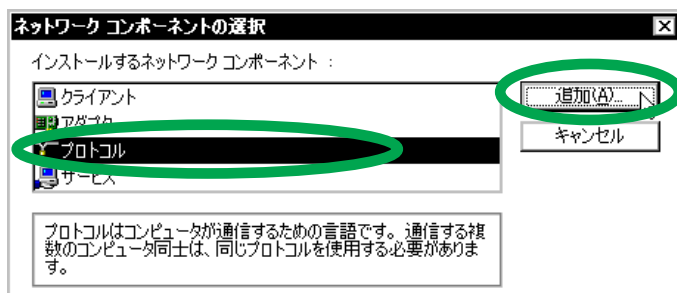 ネットワーク コンポーネントの選択
インストールするネットワーク コンポーネント :
クライアント
アダプタ
プロトコル
サービス
追加(A)...
キャンセル
プロトコルはコンピュータが通信するための言語です。通信する複
数のコンピュータ同士は、同じプロトコルを使用する必要がありま
す。